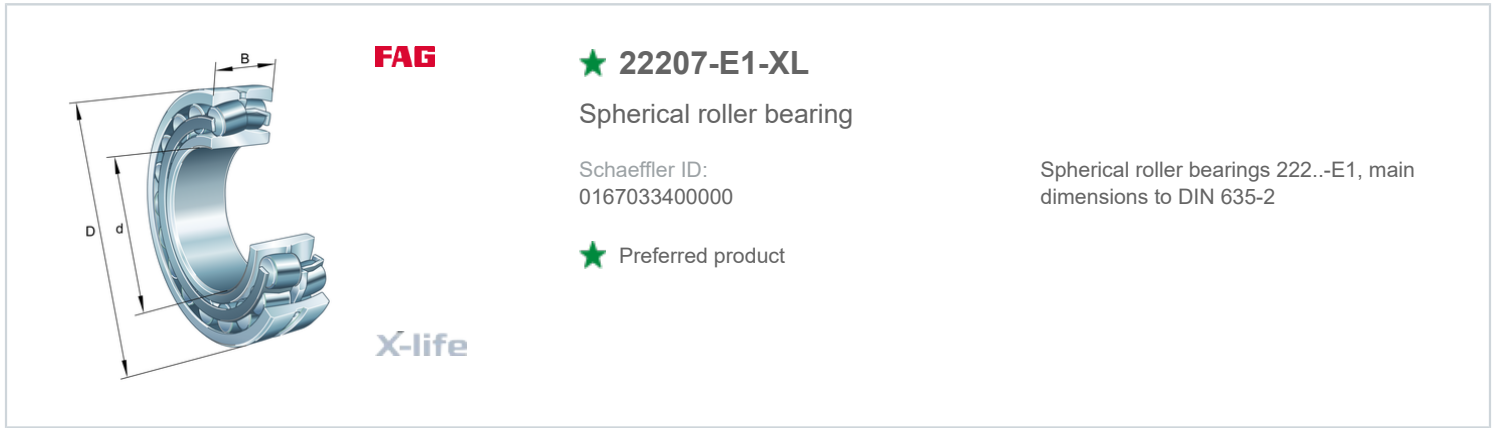 B
FAG
22207-E1-XL
Spherical roller bearing
Schaeffler ID:
0167033400000
Spherical roller bearings 222..-E1, main
dimensions to DIN 635-2
D
d
Preferred product
X-life